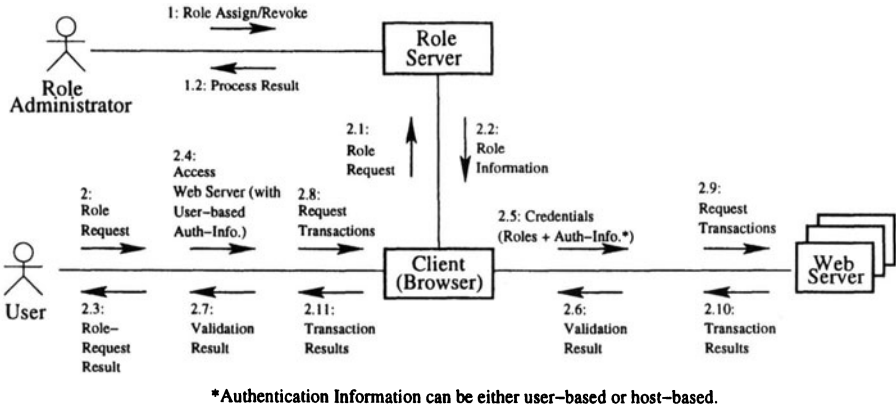 1: Role Assign/Revoke
Role
Server
1.2: Process Result
Role
Administrator
2.1:
Role
Request
2.2:
Role
Information
2:
Role
Request
2.4:
Access
Web Server (with
User-based
Auth-Info.)
2.8:
Request
Transactions
2.5: Credentials
(Roles + Auth-Info.*)
2.9:
Request
Transactions
User
Client
(Browser)
Web
Server
2.3:
Role-
Request
Result
2.7:
Validation
Result
2.11:
Transaction
Results
2.6:
Validation
Result
2.10:
Transaction
Results
*Authentication Information can be either user-based or host-based.